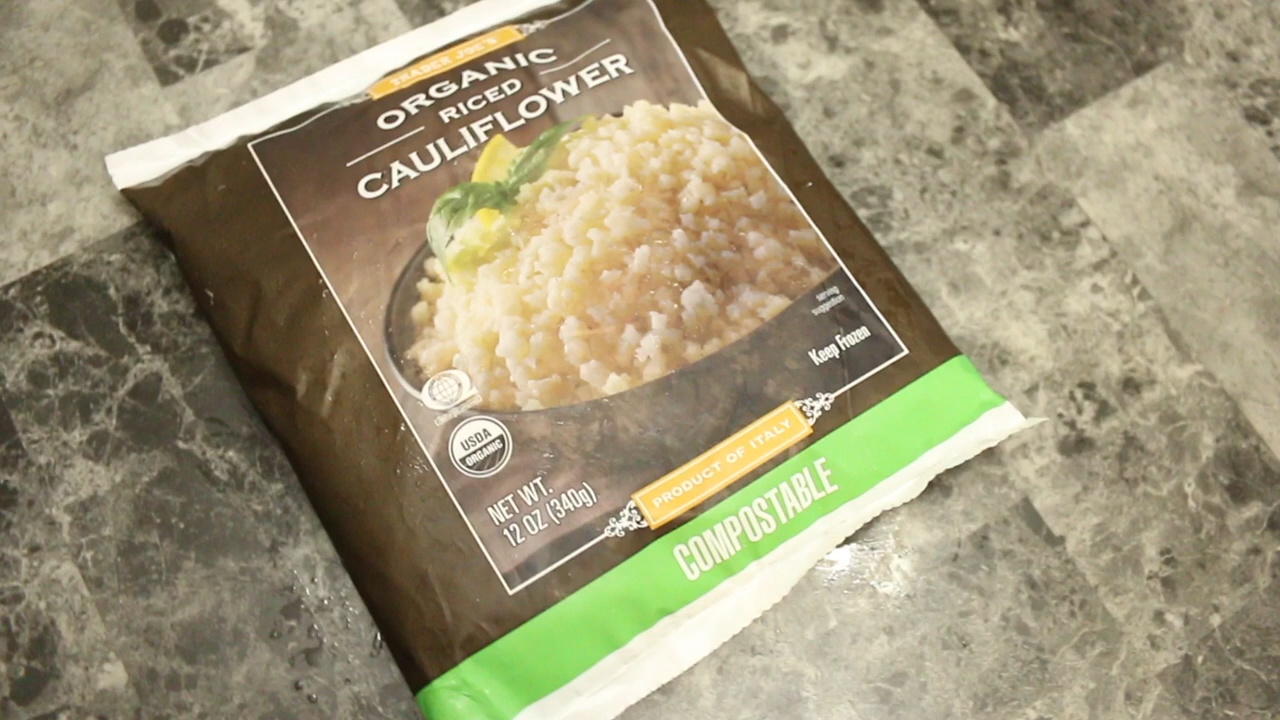 TRADER JOE'S
ORGANIC
RICED
CAULIFLOWER
serving
suggestion
Keep Frozen
USDA
ORGANIC
NET WT.
12 OZ (340g)
PRODUCT OF ITALY
COMPOSTABLE